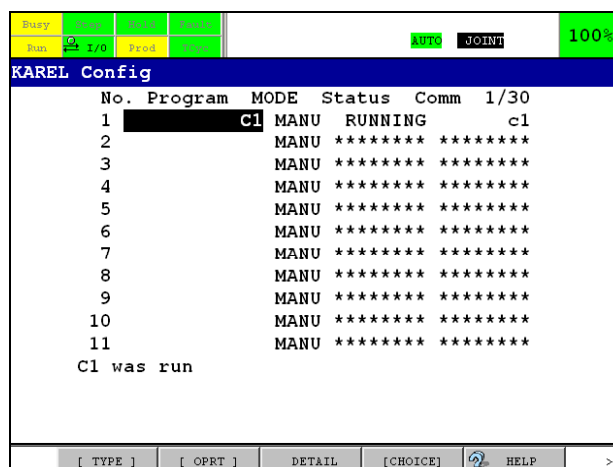 Busy Step Hold Fault
Run I/O Prod TCyc AUTO JOINT 100%
KAREL Config
No. Program MODE Status Comm 1/30
1 C1 MANU RUNNING c1
2 MANU ******** ********
3 MANU ******** ********
4 MANU ******** ********
5 MANU ******** ********
6 MANU ******** ********
7 MANU ******** ********
8 MANU ******** ********
9 MANU ******** ********
10 MANU ******** ********
11 MANU ******** ********
C1 was run
[ TYPE ] [ OPRT ] DETAIL [CHOICE] HELP >